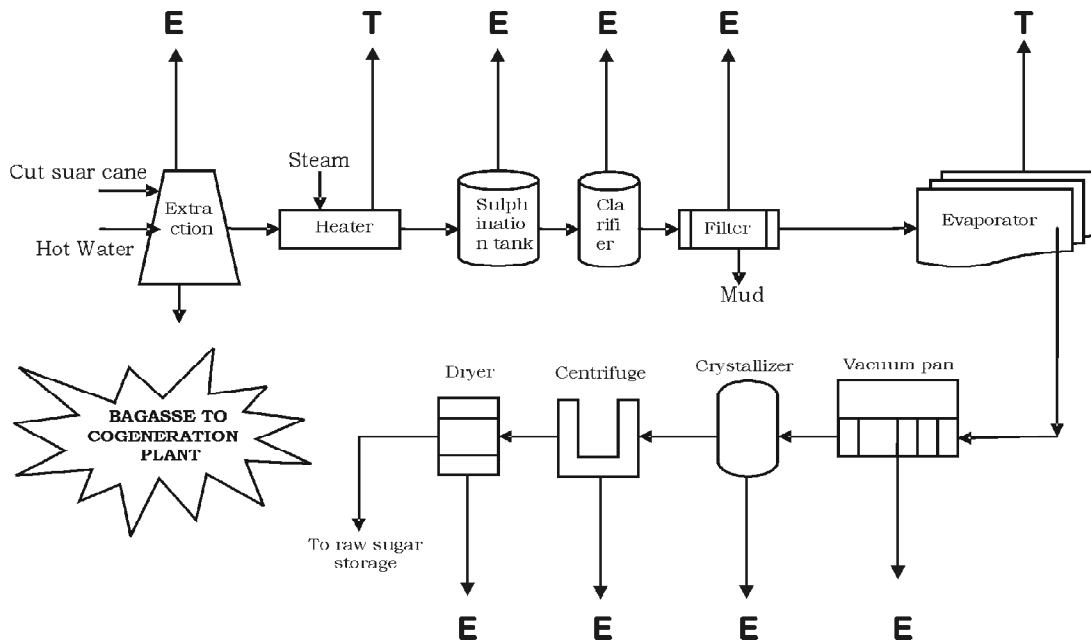 E T E E E T
Cut suar cane
Hot Water
Extra
ction
Steam
Heater
Sulph
inatio
n tank
Cla
rifi
er
Filter
Mud
Evaporator
BAGASSE TO
COGENERATION
PLANT
Dryer
Centrifuge
Crystallizer
Vacuum pan
To raw sugar
storage
E E E E